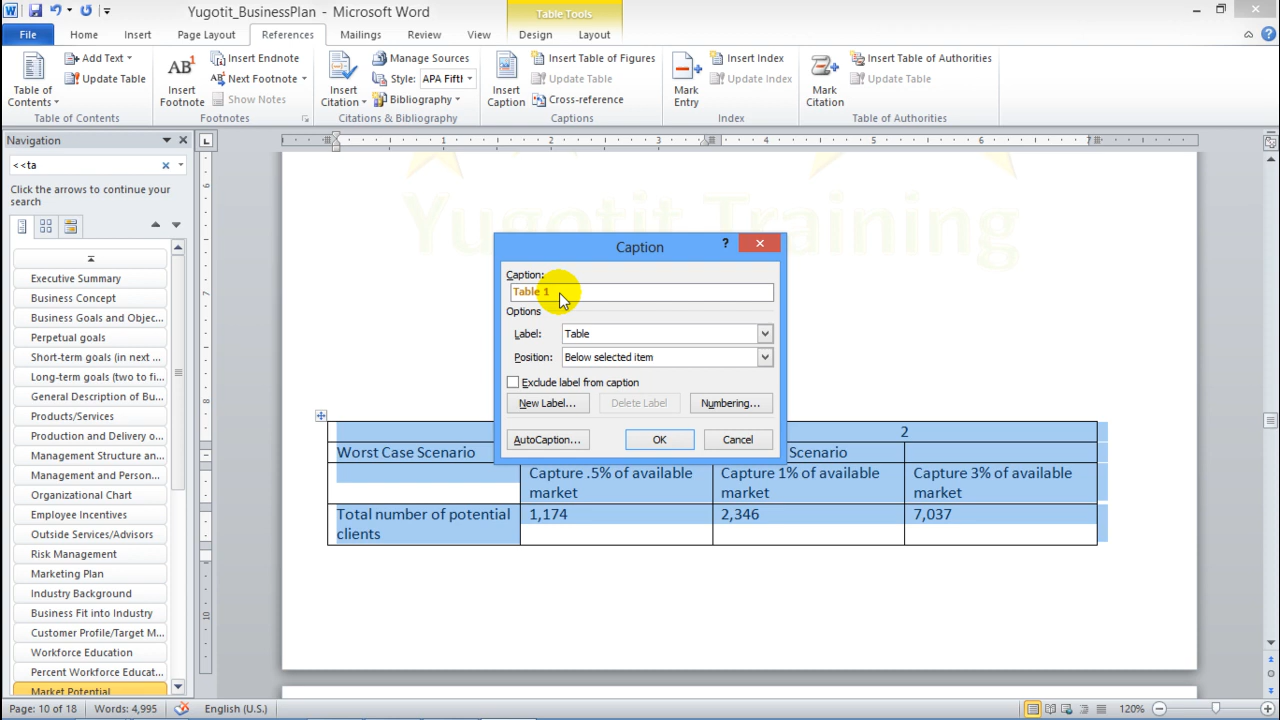 Yugotit_BusinessPlan - Microsoft Word
Table Tools
File Home Insert Page Layout References Mailings Review View Design Layout
Table of Contents
Add Text
Update Table
Table of Contents
AB1
Insert Footnote
Insert Endnote
Next Footnote
Show Notes
Footnotes
Insert Citation
Manage Sources
Style: APA Fifth
Bibliography
Citations & Bibliography
Insert Caption
Insert Table of Figures
Update Table
Cross-reference
Captions
Mark Entry
Insert Index
Update Index
Index
Mark Citation
Insert Table of Authorities
Update Table
Table of Authorities
Navigation
<<ta
Click the arrows to continue your
search
Executive Summary
Business Concept
Business Goals and Objec...
Perpetual goals
Short-term goals (in next ...
Long-term goals (two to fi...
General Description of Bu...
Products/Services
Production and Delivery o...
Management Structure an...
Management and Person...
Organizational Chart
Employee Incentives
Outside Services/Advisors
Risk Management
Marketing Plan
Industry Background
Business Fit into Industry
Customer Profile/Target M...
Workforce Education
Percent Workforce Educat...
Market Potential
Yugotit Training
Caption
Caption:
Table 1
Options
Label: Table
Position: Below selected item
Exclude label from caption
New Label... Delete Label Numbering...
AutoCaption... OK Cancel
2
Worst Case Scenario
Scenario
Capture .5% of available
market
Capture 1% of available
market
Capture 3% of available
market
Total number of potential
clients
1,174
2,346
7,037
Page: 10 of 18 Words: 4,995 English (U.S.) 120%